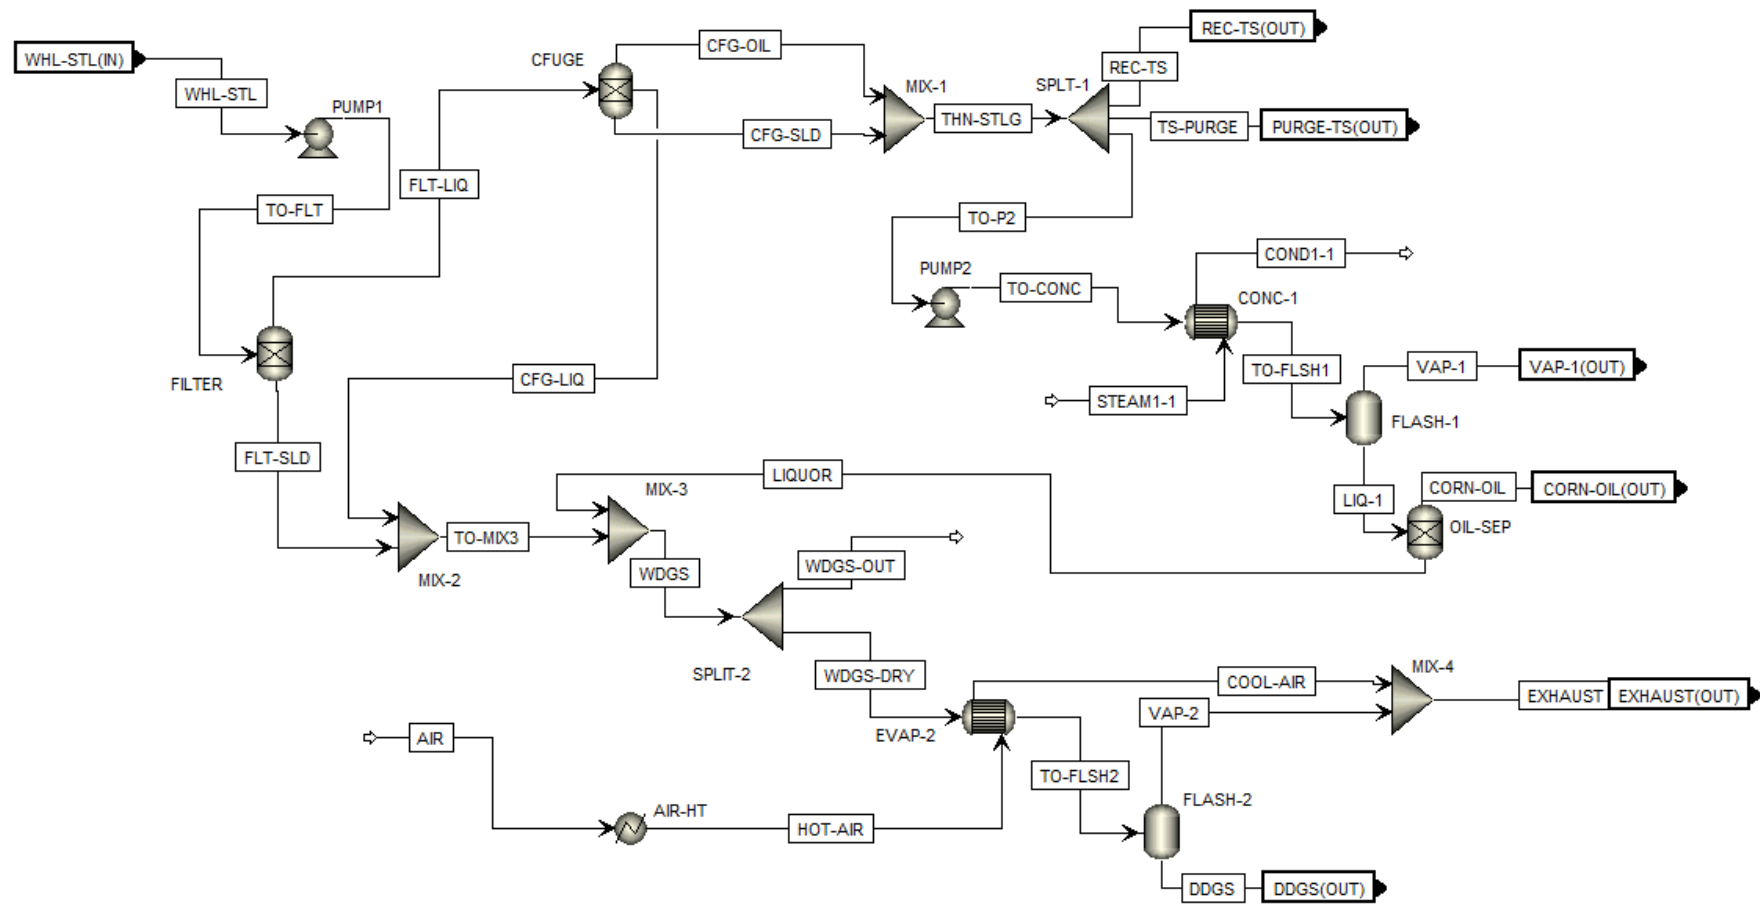 REC-TS(OUT)
CFG-OIL
WHL-STL(IN)
CFUGE
REC-TS
MIX-1
SPLT-1
WHL-STL
PUMP1
THN-STLG
TS-PURGE
PURGE-TS(OUT)
CFG-SLD
FLT-LIQ
TO-FLT
TO-P2
COND1-1
PUMP2
TO-CONC
CONC-1
FILTER
CFG-LIQ
TO-FLSH1
VAP-1
VAP-1(OUT)
STEAM1-1
FLASH-1
FLT-SLD
LIQUOR
MIX-3
CORN-OIL
CORN-OIL(OUT)
LIQ-1
OIL-SEP
TO-MIX3
WDGS-OUT
WDGS
MIX-2
SPLIT-2
WDGS-DRY
MIX-4
COOL-AIR
EXHAUST
EXHAUST(OUT)
VAP-2
AIR
EVAP-2
TO-FLSH2
AIR-HT
FLASH-2
HOT-AIR
DDGS
DDGS(OUT)